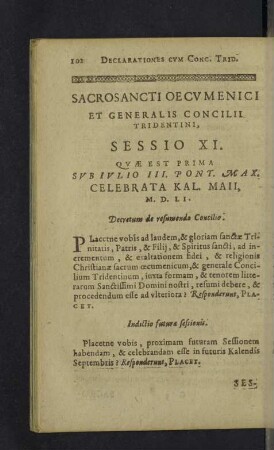 102 DECLARATIONES CVM CONC. TRID.
SACROSANCTI OECVMENICI
ET GENERALIS CONCILII
TRIDENTINI,
SESSIO XI.
QVÆ EST PRIMA
SVB IVLIO III. PONT. MAX.
CELEBRATA KAL. MAII,
M. D. LI.
Decretum de resumendo Concilio.
PLacetne vobis ad laudem, & gloriam sanctæ Tri-
nitatis, Patris, & Filij, & Spiritus sancti, ad in-
crementum, & exaltationem fidei, & religionis
Christianæ sacrum œcumenicum, & generale Conci-
lium Tridentinum, iuxta formam, & tenorem litte-
rarum Sanctissimi Domini nostri, resumi debere, &
procedendum esse ad vlteriora? Responderunt, PLA-
CET.
Indictio futuræ sessionis.
Placetne vobis, proximam futuram Sessionem
habendam, & celebrandam esse in futuris Kalendis
Septembris? Responderunt, PLACET.
SES-